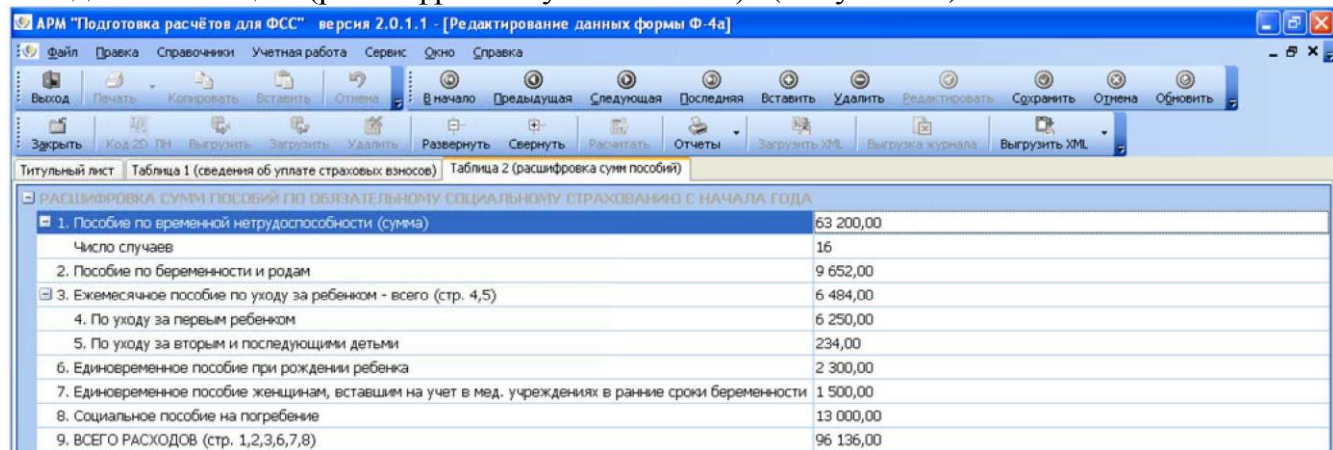 АРМ "Подготовка расчётов для ФСС" версия 2.0.1.1 - [Редактирование данных формы Ф-4а]
Файл Правка Справочники Учетная работа Сервис Окно Справка
Выход Печать Копировать Вставить Отмена В начало Предыдущая Следующая Последняя Вставить Удалить Редактировать Сохранить Отмена Обновить
Закрыть Код 2D ПН Выгрузить Загрузить Удалить Развернуть Свернуть Расчитать Отчеты Загрузить XML Выгрузка журнала Выгрузить XML
Титульный лист Таблица 1 (сведения об уплате страховых взносов) Таблица 2 (расшифровка сумм пособий)
РАСШИФРОВКА СУММ ПОСОБИЙ ПО ОБЯЗАТЕЛЬНОМУ СОЦИАЛЬНОМУ СТРАХОВАНИЮ С НАЧАЛА ГОДА
1. Пособие по временной нетрудоспособности (сумма) 63 200,00
Число случаев 16
2. Пособие по беременности и родам 9 652,00
3. Ежемесячное пособие по уходу за ребенком - всего (стр. 4,5) 6 484,00
4. По уходу за первым ребенком 6 250,00
5. По уходу за вторым и последующими детьми 234,00
6. Единовременное пособие при рождении ребенка 2 300,00
7. Единовременное пособие женщинам, вставшим на учет в мед. учреждениях в ранние сроки беременности 1 500,00
8. Социальное пособие на погребение 13 000,00
9. ВСЕГО РАСХОДОВ (стр. 1,2,3,6,7,8) 96 136,00